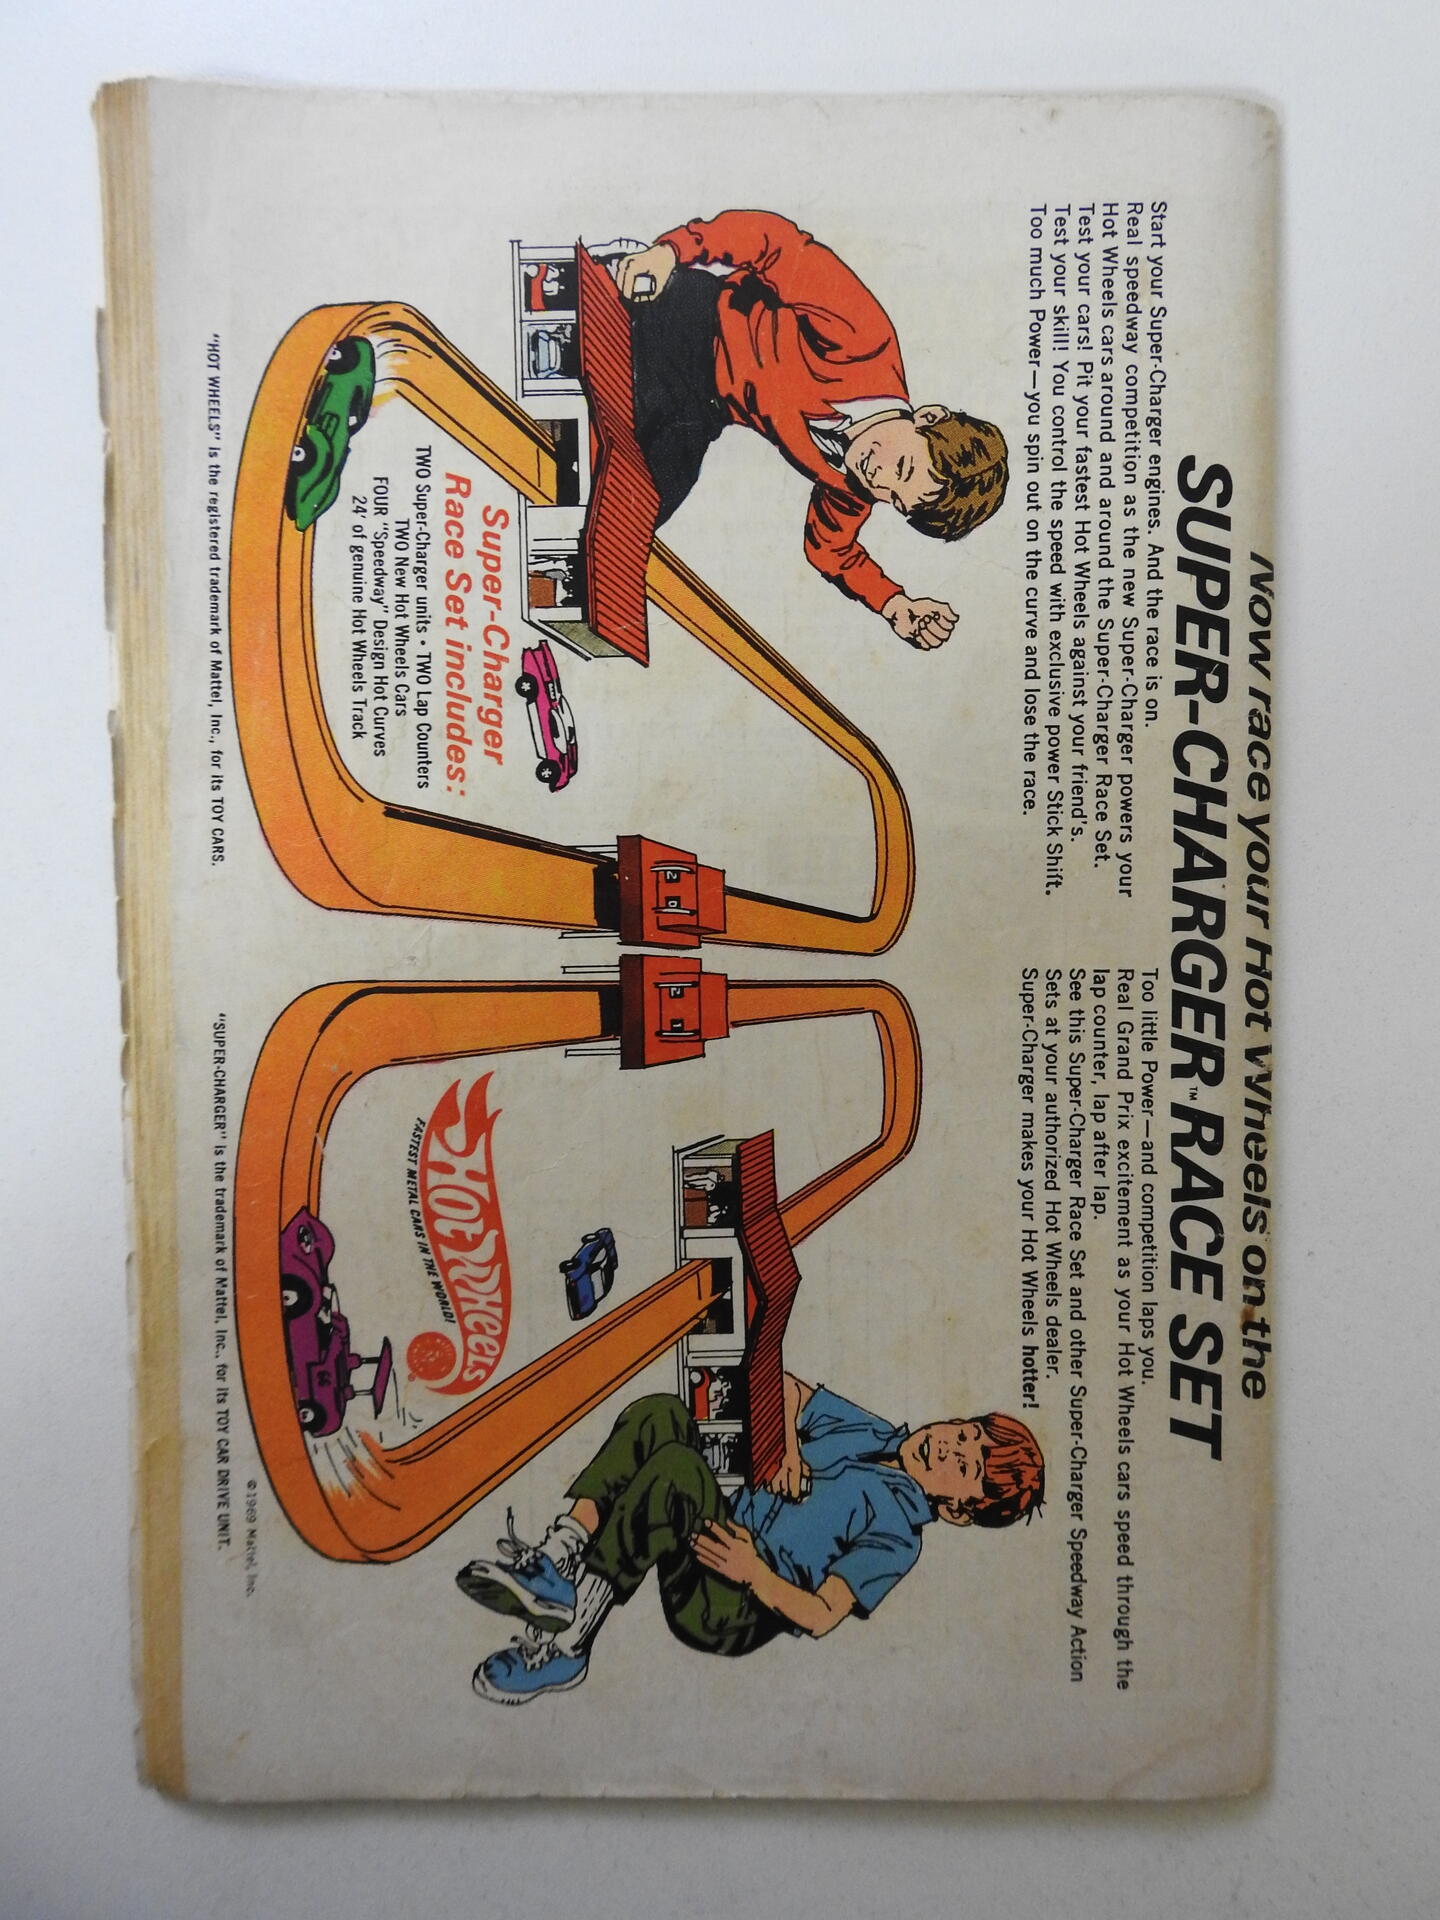 Now race your Hot Wheels on the
SUPER-CHARGER™ RACE SET
Start your Super-Charger engines. And the race is on.
Real speedway competition as the new Super-Charger powers your
Hot Wheels cars around and around the Super-Charger Race Set.
Test your cars! Pit your fastest Hot Wheels against your friend's.
Test your skill! You control the speed with exclusive power Stick Shift.
Too much Power—you spin out on the curve and lose the race.
Too little Power—and competition laps you.
Real Grand Prix excitement as your Hot Wheels cars speed through the
lap counter, lap after lap.
See this Super-Charger Race Set and other Super-Charger Speedway Action
Sets at your authorized Hot Wheels dealer.
Super-Charger makes your Hot Wheels hotter!
2 0
2 1
Super-Charger
Race Set includes:
TWO Super-Charger units • TWO Lap Counters
TWO New Hot Wheels Cars
FOUR "Speedway" Design Hot Curves
24' of genuine Hot Wheels Track
Hot Wheels
FASTEST METAL CARS IN THE WORLD!
66
©1969 Mattel, Inc.
"HOT WHEELS" is the registered trademark of Mattel, Inc., for its TOY CARS.
"SUPER-CHARGER" is the trademark of Mattel, Inc., for its TOY CAR DRIVE UNIT.